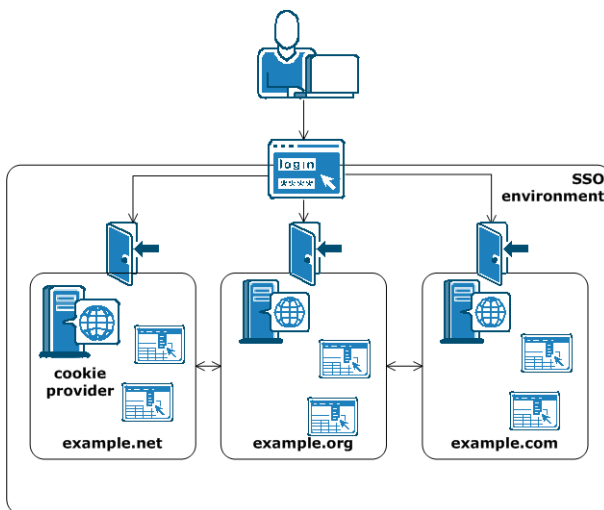 login
****
SSO
environment
cookie
provider
example.net
example.org
example.com